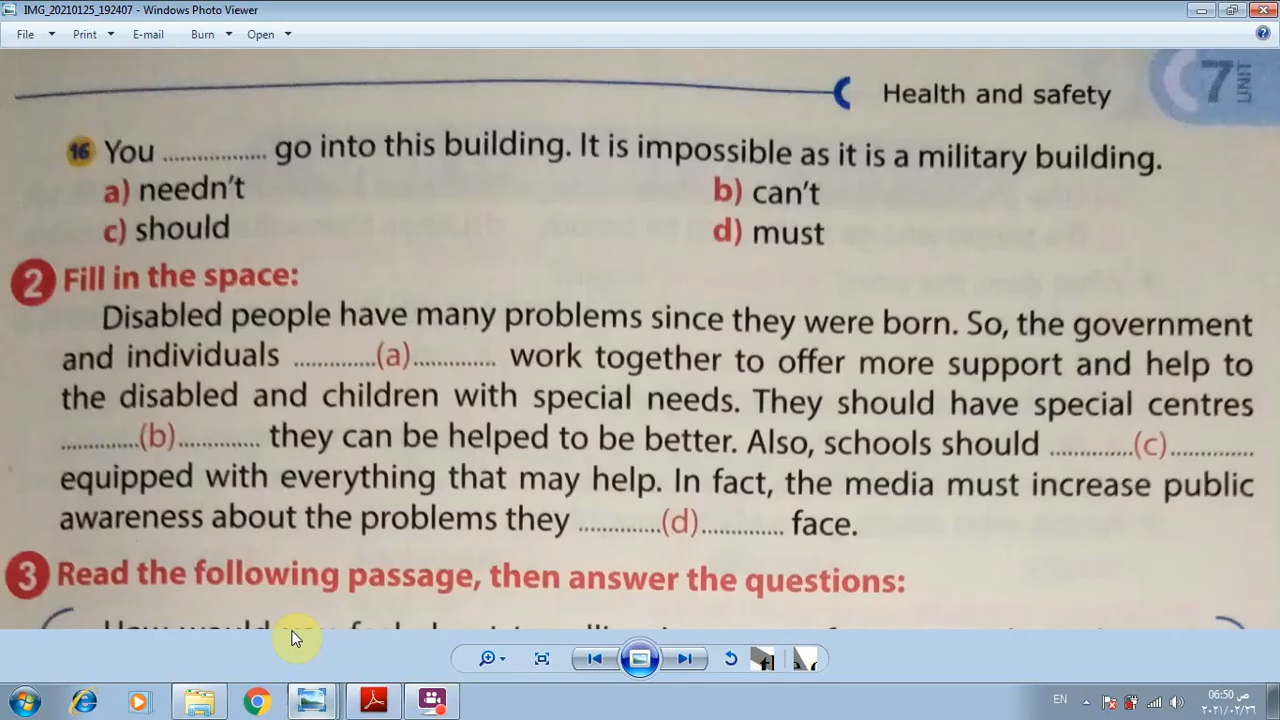 IMG_20210125_192407 - Windows Photo Viewer
File Print E-mail Burn Open
Health and safety
7 UNIT
16 You .................. go into this building. It is impossible as it is a military building.
a) needn't b) can't
c) should d) must
2 Fill in the space:
Disabled people have many problems since they were born. So, the government
and individuals ............(a)............ work together to offer more support and help to
the disabled and children with special needs. They should have special centres
............(b)............ they can be helped to be better. Also, schools should ............(c)............
equipped with everything that may help. In fact, the media must increase public
awareness about the problems they ............(d)............ face.
3 Read the following passage, then answer the questions:
How would
EN
06:50 ص
٢٠٢١/٠٢/٢٦